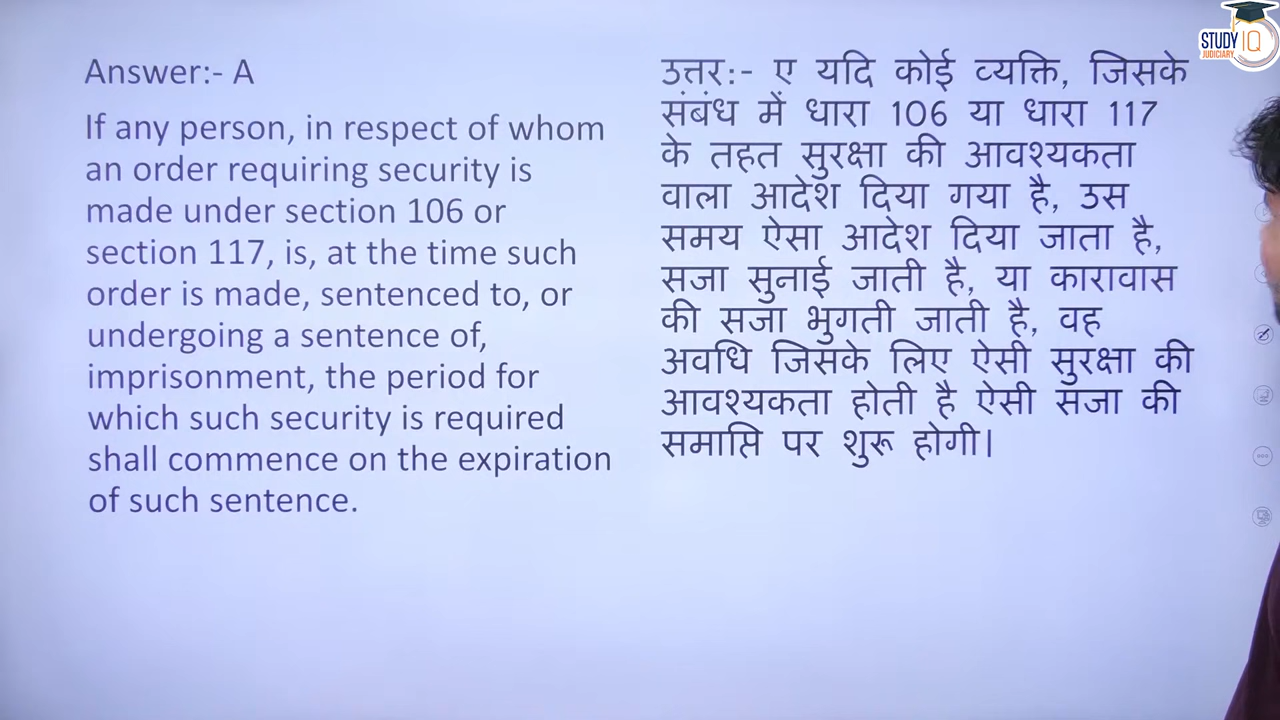 STUDY IQ
JUDICIARY
Answer:- A
If any person, in respect of whom
an order requiring security is
made under section 106 or
section 117, is, at the time such
order is made, sentenced to, or
undergoing a sentence of,
imprisonment, the period for
which such security is required
shall commence on the expiration
of such sentence.
उत्तर:- ए यदि कोई व्यक्ति, जिसके
संबंध में धारा 106 या धारा 117
के तहत सुरक्षा की आवश्यकता
वाला आदेश दिया गया है, उस
समय ऐसा आदेश दिया जाता है,
सजा सुनाई जाती है, या कारावास
की सजा भुगती जाती है, वह
अवधि जिसके लिए ऐसी सुरक्षा की
आवश्यकता होती है ऐसी सजा की
समाप्ति पर शुरू होगी।